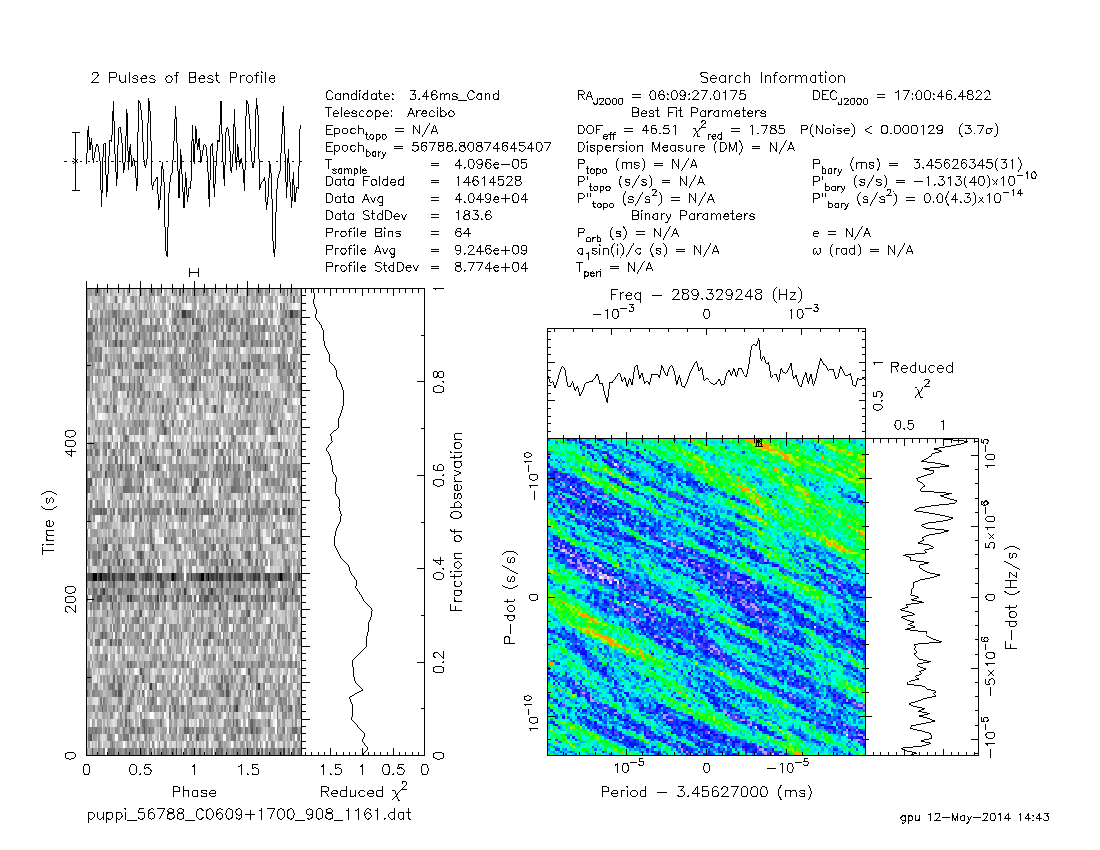 2 Pulses of Best Profile
Search Information
Candidate: 3.46ms_Cand
RA_J2000 = 06:09:27.0175 DEC_J2000 = 17:00:46.4822
Telescope: Arecibo
Best Fit Parameters
Epoch_topo = N/A
DOF_eff = 46.51 χ²_red = 1.785 P(Noise) < 0.000129 (3.7σ)
Epoch_bary = 56788.80874645407
Dispersion Measure (DM) = N/A
T_sample = 4.096e-05
P_topo (ms) = N/A P_bary (ms) = 3.45626345(31)
Data Folded = 14614528
P'_topo (s/s) = N/A P'_bary (s/s) = -1.313(40)x10^-10
Data Avg = 4.049e+04
P''_topo (s/s²) = N/A P''_bary (s/s²) = 0.0(4.3)x10^-14
Data StdDev = 183.6
Binary Parameters
Profile Bins = 64
P_orb (s) = N/A e = N/A
Profile Avg = 9.246e+09
a_1sin(i)/c (s) = N/A ω (rad) = N/A
Profile StdDev = 8.774e+04
T_peri = N/A
Freq - 289.329248 (Hz)
-10^-3 0 10^-3
0.5 1
Reduced
χ²
0.5 1
0 200 400
Time (s)
0 0.5 1 1.5
Phase
0 0.2 0.4 0.6 0.8 1
Fraction of Observation
1.5 1 0.5 0
Reduced χ²
-10^-10 0 10^-10
P-dot (s/s)
10^-5 0 -10^-5
Period - 3.45627000 (ms)
10^-5 5x10^-6 0 -5x10^-6 -10^-5
F-dot (Hz/s)
puppi_56788_C0609+1700_908_1161.dat
gpu 12-May-2014 14:43